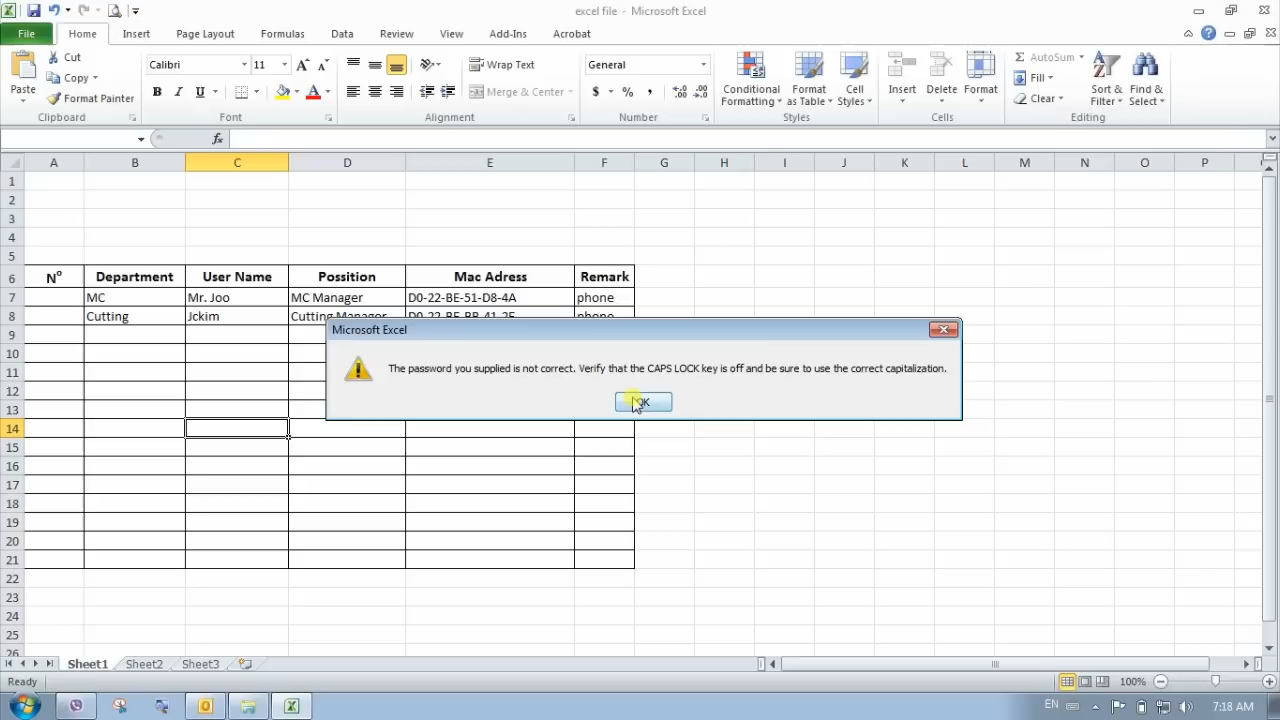 excel file - Microsoft Excel
File Home Insert Page Layout Formulas Data Review View Add-Ins Acrobat
Paste
Cut
Copy
Format Painter
Clipboard
Calibri 11
B I U
Font
Wrap Text
Merge & Center
Alignment
General
$ % ,
Number
Conditional Formatting
Format as Table
Cell Styles
Styles
Insert Delete Format
Cells
AutoSum
Fill
Clear
Sort & Filter
Find & Select
Editing
fx
A B C D E F G H I J K L M N O P
1
2
3
4
5
6 Nº Department User Name Possition Mac Adress Remark
7 MC Mr. Joo MC Manager D0-22-BE-51-D8-4A phone
8 Cutting Jckim Cutting Manager
9
10
11
12
13
14
15
16
17
18
19
20
21
22
23
24
25
26
Microsoft Excel
The password you supplied is not correct. Verify that the CAPS LOCK key is off and be sure to use the correct capitalization.
OK
Sheet1 Sheet2 Sheet3
Ready 100%
EN 7:18 AM